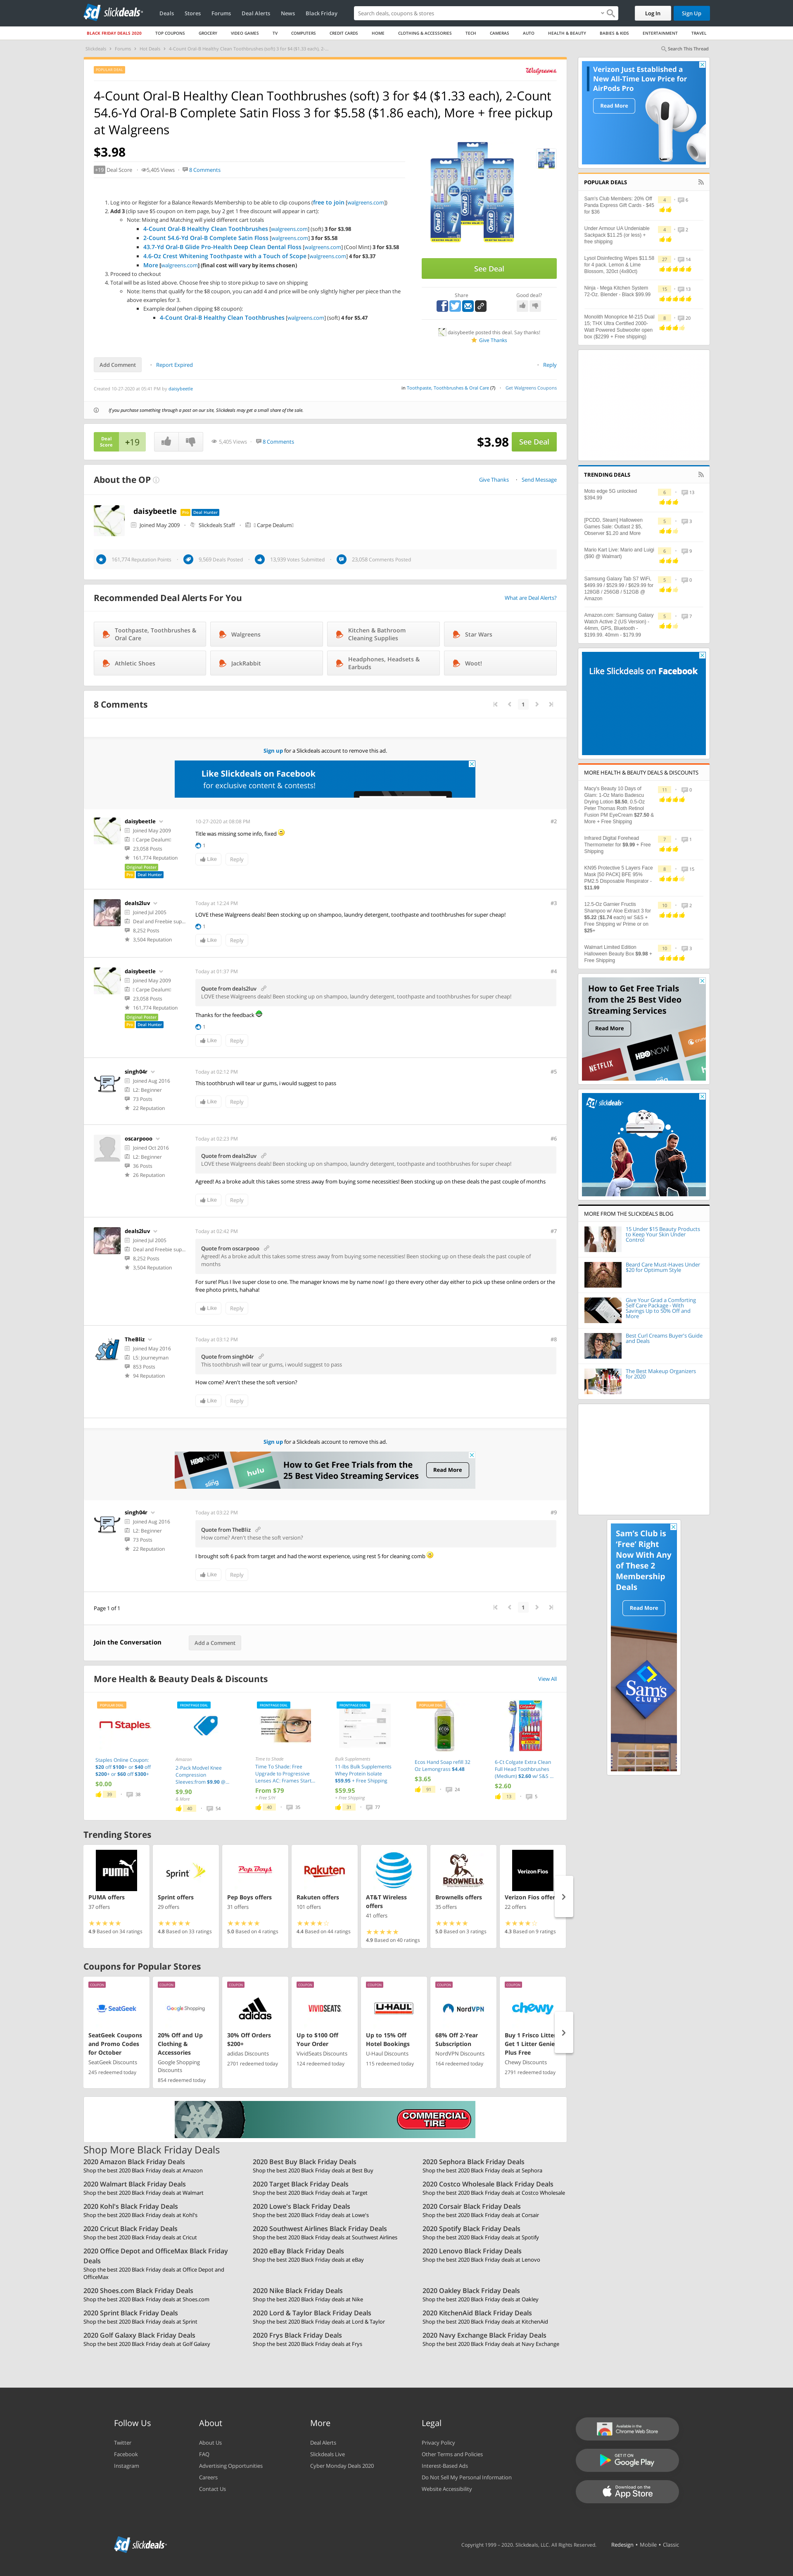 slickdeals
Deals Stores Forums Deal Alerts News Black Friday
Search deals, coupons & stores
Log In
Sign Up
BLACK FRIDAY DEALS 2020 TOP COUPONS GROCERY VIDEO GAMES TV COMPUTERS CREDIT CARDS HOME CLOTHING & ACCESSORIES TECH CAMERAS AUTO HEALTH & BEAUTY BABIES & KIDS ENTERTAINMENT TRAVEL
Search This Thread
Walgreens
4-Count Oral-B Healthy Clean Toothbrushes (soft) 3 for $4 ($1.33 each), 2-Count
54.6-Yd Oral-B Complete Satin Floss 3 for $5.58 ($1.86 each), More + free pickup
at Walgreens
$3.98
+19 Deal Score 5,405 Views 8 Comments
1. Log into or Register for a Balance Rewards Membership to be able to clip coupons (free to join [walgreens.com])
2. Add 3 (clip $weee $5 coupon on item page, buy 2 get 1 free discount will appear in cart):
Note: Mixing and Matching will yield different cart totals
4-Count Oral-B Healthy Clean Toothbrushes [walgreens.com] (soft) 3 for $3.98
2-Count 54.6-Yd Oral-B Complete Satin Floss [walgreens.com] 3 for $5.58
43.7-Yd Oral-B Glide Pro-Health Deep Clean Dental Floss [walgreens.com] (Cool Mint) 3 for $3.58
4.6-Oz Crest Whitening Toothpaste with a Touch of Scope [walgreens.com] 4 for $3.37
More [walgreens.com] (final cost will vary by items chosen)
3. Proceed to checkout
4. Total will be as listed above. Choose free ship to store pickup to save on shipping
Note: Items that qualify for the $8 coupon, you can add 4 and power will be only slightly higher per piece than the
above examples for 3.
Example deal (when clipping $8 coupon):
4-Count Oral-B Healthy Clean Toothbrushes [walgreens.com] (soft) 4 for $5.47
See Deal
Share
Good deal?
danybeetle posted this deal. Say thanks!
Give Thanks
Add Comment Report Expired Reply
Created 10-27-2020 at 05:41 PM by daisybeetle
in Toothpaste, Toothbrushes & Oral Care (7) Get Walgreens Coupons
If you purchase something through a post on our site, Slickdeals may get a small share of the sale.
Deal Score +19 5,405 Views 8 Comments $3.98 See Deal
About the OP Give Thanks Send Message
daisybeetle Pro Deal Hunter
Joined May 2009 Slickdeals Staff Carpe Dealum!
161,774 Reputation Points 9,569 Deals Posted 13,939 Votes Submitted 23,058 Comments Posted
Recommended Deal Alerts For You What are Deal Alerts?
Toothpaste, Toothbrushes & Oral Care
Walgreens
Kitchen & Bathroom Cleaning Supplies
Star Wars
Athletic Shoes
JackRabbit
Headphones, Headsets & Earbuds
Woot!
8 Comments 1
Sign up for a Slickdeals account to remove this ad.
Like Slickdeals on Facebook
for exclusive content & contests!
daisybeetle
Joined May 2009
Carpe Dealum!
23,058 Posts
161,774 Reputation
Original Poster
Pro Deal Hunter
10-27-2020 at 08:08 PM #2
Title was missing some info, fixed
1
Like Reply
deals2luv
Joined Jul 2005
Deal and Freebie sup...
8,252 Posts
3,504 Reputation
Today at 12:24 PM #3
LOVE these Walgreens deals! Been stocking up on shampoo, laundry detergent, toothpaste and toothbrushes for super cheap!
1
Like Reply
daisybeetle
Joined May 2009
Carpe Dealum!
23,058 Posts
161,774 Reputation
Original Poster
Pro Deal Hunter
Today at 01:37 PM #4
Quote from deals2luv
LOVE these Walgreens deals! Been stocking up on shampoo, laundry detergent, toothpaste and toothbrushes for super cheap!
Thanks for the feedback
1
Like Reply
singh04r
Joined Aug 2016
L2: Beginner
73 Posts
22 Reputation
Today at 02:12 PM #5
This toothbrush will tear ur gums, i would suggest to pass
Like Reply
oscarpooo
Joined Oct 2016
L2: Beginner
36 Posts
26 Reputation
Today at 02:23 PM #6
Quote from deals2luv
LOVE these Walgreens deals! Been stocking up on shampoo, laundry detergent, toothpaste and toothbrushes for super cheap!
Agreed! As a broke adult this takes some stress away from buying some necessities! Been stocking up on these deals the past couple of months
Like Reply
deals2luv
Joined Jul 2005
Deal and Freebie sup...
8,252 Posts
3,504 Reputation
Today at 02:42 PM #7
Quote from oscarpooo
Agreed! As a broke adult this takes some stress away from buying some necessities! Been stocking up on these deals the past couple of
months
For sure! Plus I live super close to one. The manager knows me by name now! I go there every other day either to pick up these online orders or the
free photo prints, hahaha!
Like Reply
TheBliz
Joined May 2016
L5: Journeyman
853 Posts
94 Reputation
Today at 03:12 PM #8
Quote from singh04r
This toothbrush will tear ur gums, i would suggest to pass
How come? Aren't these the soft version?
Like Reply
Sign up for a Slickdeals account to remove this ad.
How to Get Free Trials from the
25 Best Video Streaming Services
Read More
singh04r
Joined Aug 2016
L2: Beginner
73 Posts
22 Reputation
Today at 03:22 PM #9
Quote from TheBliz
How come? Aren't these the soft version?
I brought soft 6 pack from target and had the worst experience, using rest 5 for cleaning comb
Like Reply
Page 1 of 1 1
Join the Conversation Add a Comment
More Health & Beauty Deals & Discounts View All
Staples
Staples Online Coupon: $20 off $100+ or $40 off $200+ or $60 off $300+
$0.00
Amazon
2-Pack Modvel Knee Compression Sleeves from $9.90 @...
$9.90
& More
Time to Shade
Time To Shade: Free Upgrade to Progressive Lenses AC: Frames Start...
From $79
+ Free S/H
Bulk Supplements
11-lbs Bulk Supplements Whey Protein Isolate $59.95 + Free Shipping
$59.95
+ Free Shipping
Ecos Hand Soap refill 32 Oz Lemongrass $4.48
$3.65
6-Ct Colgate Extra Clean Full Head Toothbrushes (Medium) $2.60 w/ S&S ...
$2.60
Trending Stores
PUMA offers
37 offers
4.9 Based on 34 ratings
Sprint offers
29 offers
4.8 Based on 33 ratings
Pep Boys offers
31 offers
5.0 Based on 4 ratings
Rakuten offers
101 offers
4.4 Based on 44 ratings
AT&T Wireless offers
41 offers
4.9 Based on 40 ratings
Brownells offers
35 offers
5.0 Based on 3 ratings
Verizon Fios offers
22 offers
4.3 Based on 9 ratings
Coupons for Popular Stores
SeatGeek Coupons and Promo Codes for October
SeatGeek Discounts
245 redeemed today
20% Off and Up Clothing & Accessories
Google Shopping Discounts
854 redeemed today
30% Off Orders $200+
adidas Discounts
2701 redeemed today
Up to $100 Off Your Order
VividSeats Discounts
124 redeemed today
Up to 15% Off Hotel Bookings
U-Haul Discounts
115 redeemed today
68% Off 2-Year Subscription
NordVPN Discounts
164 redeemed today
Buy 1 Frisco Litter Get 1 Litter Genie Plus Free
Chewy Discounts
2791 redeemed today
COMMERCIAL TIRE
Shop More Black Friday Deals
2020 Amazon Black Friday Deals
Shop the best 2020 Black Friday deals at Amazon
2020 Best Buy Black Friday Deals
Shop the best 2020 Black Friday deals at Best Buy
2020 Sephora Black Friday Deals
Shop the best 2020 Black Friday deals at Sephora
2020 Walmart Black Friday Deals
Shop the best 2020 Black Friday deals at Walmart
2020 Target Black Friday Deals
Shop the best 2020 Black Friday deals at Target
2020 Costco Wholesale Black Friday Deals
Shop the best 2020 Black Friday deals at Costco Wholesale
2020 Kohl's Black Friday Deals
Shop the best 2020 Black Friday deals at Kohl's
2020 Lowe's Black Friday Deals
Shop the best 2020 Black Friday deals at Lowe's
2020 Corsair Black Friday Deals
Shop the best 2020 Black Friday deals at Corsair
2020 Cricut Black Friday Deals
Shop the best 2020 Black Friday deals at Cricut
2020 Southwest Airlines Black Friday Deals
Shop the best 2020 Black Friday deals at Southwest Airlines
2020 Spotify Black Friday Deals
Shop the best 2020 Black Friday deals at Spotify
2020 Office Depot and OfficeMax Black Friday
Deals
Shop the best 2020 Black Friday deals at Office Depot and
OfficeMax
2020 eBay Black Friday Deals
Shop the best 2020 Black Friday deals at eBay
2020 Lenovo Black Friday Deals
Shop the best 2020 Black Friday deals at Lenovo
2020 Shoes.com Black Friday Deals
Shop the best 2020 Black Friday deals at Shoes.com
2020 Nike Black Friday Deals
Shop the best 2020 Black Friday deals at Nike
2020 Oakley Black Friday Deals
Shop the best 2020 Black Friday deals at Oakley
2020 Sprint Black Friday Deals
Shop the best 2020 Black Friday deals at Sprint
2020 Lord & Taylor Black Friday Deals
Shop the best 2020 Black Friday deals at Lord & Taylor
2020 KitchenAid Black Friday Deals
Shop the best 2020 Black Friday deals at KitchenAid
2020 Golf Galaxy Black Friday Deals
Shop the best 2020 Black Friday deals at Golf Galaxy
2020 Frys Black Friday Deals
Shop the best 2020 Black Friday deals at Frys
2020 Navy Exchange Black Friday Deals
Shop the best 2020 Black Friday deals at Navy Exchange
Verizon Just Established a
New All-Time Low Price for
AirPods Pro
Read More
POPULAR DEALS
Sam's Club Members: 20% Off Panda Express Gift Cards - $45 for $36
Under Armour UA Undeniable Sackpack $11.25 (or less) + free shipping
Lysol Disinfecting Wipes $11.58 for 4 pack. Lemon & Lime Blossom, 320ct (4x80ct)
Ninja - Mega Kitchen System 72-Oz. Blender - Black $99.99
Monolith Monoprice M-215 Dual 15, THX Ultra Certified 2000-Watt Powered Subwoofer open box ($2299 + Free shipping)
TRENDING DEALS
Moto edge 5G unlocked $394.99
[PCDD, Steam] Halloween Games Sale: Outlast 2 $5, Observer $1.20 and More
Mario Kart Live: Mario and Luigi ($90 @ Walmart)
Samsung Galaxy Tab S7 WiFi, $499.99 / $529.99 / $629.99 for 128GB / 256GB / 512GB @ Amazon
Amazon.com: Samsung Galaxy Watch Active 2 (US Version) - 44mm, GPS, Bluetooth - $199.99, 40mm - $179.99
Like Slickdeals on Facebook
MORE HEALTH & BEAUTY DEALS & DISCOUNTS
Macy's Beauty 10 Days of Glam: 1-Oz Mario Badescu Drying Lotion $8.50, 0.5-Oz Peter Thomas Roth Retinol Fusion PM EyeCream $27.50 & More + Free Shipping
Infrared Digital Forehead Thermometer for $9.99 + Free Shipping
KN95 Protective 5 Layers Face Mask [50 PACK] BFE 95% PM2.5 Disposable Respirator - $11.99
12.5-Oz Garnier Fructis Shampoo w/ Aloe Extract 3 for $5.22 ($1.74 each) w/ S&S + Free Shipping w/ Prime or on $25+
Walmart Limited Edition Halloween Beauty Box $9.98 + Free Shipping
How to Get Free Trials
from the 25 Best Video
Streaming Services
Read More
NETFLIX HBO NOW hulu
slickdeals
MORE FROM THE SLICKDEALS BLOG
15 Under $15 Beauty Products to Keep Your Skin Under Control
Beard Care Must-Haves Under $20 for Optimum Style
Give Your Grad a Comforting Self Care Package - With Savings Up to 50% Off and More
Best Curl Creams Buyer's Guide and Deals
The Best Makeup Organizers for 2020
Sam's Club is
'Free' Right
Now With Any
of These 2
Membership
Deals
Read More
Sam's CLUB
Follow Us
Twitter
Facebook
Instagram
About
About Us
FAQ
Advertising Opportunities
Careers
Contact Us
More
Deal Alerts
Slickdeals Live
Cyber Monday Deals 2020
Legal
Privacy Policy
Other Terms and Policies
Interest-Based Ads
Do Not Sell My Personal Information
Website Accessibility
Available in the Chrome Web Store
GET IT ON Google Play
Download on the App Store
slickdeals
Copyright 1999 - 2020. Slickdeals, LLC. All Rights Reserved. Redesign • Mobile • Classic